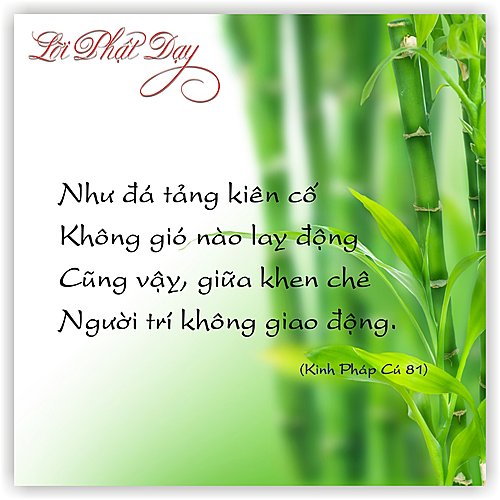 Lời Phật Dạy
Như đá tảng kiên cố
Không gió nào lay động
Cũng vậy, giữa khen chê
Người trí không giao động.
(Kinh Pháp Cú 81)